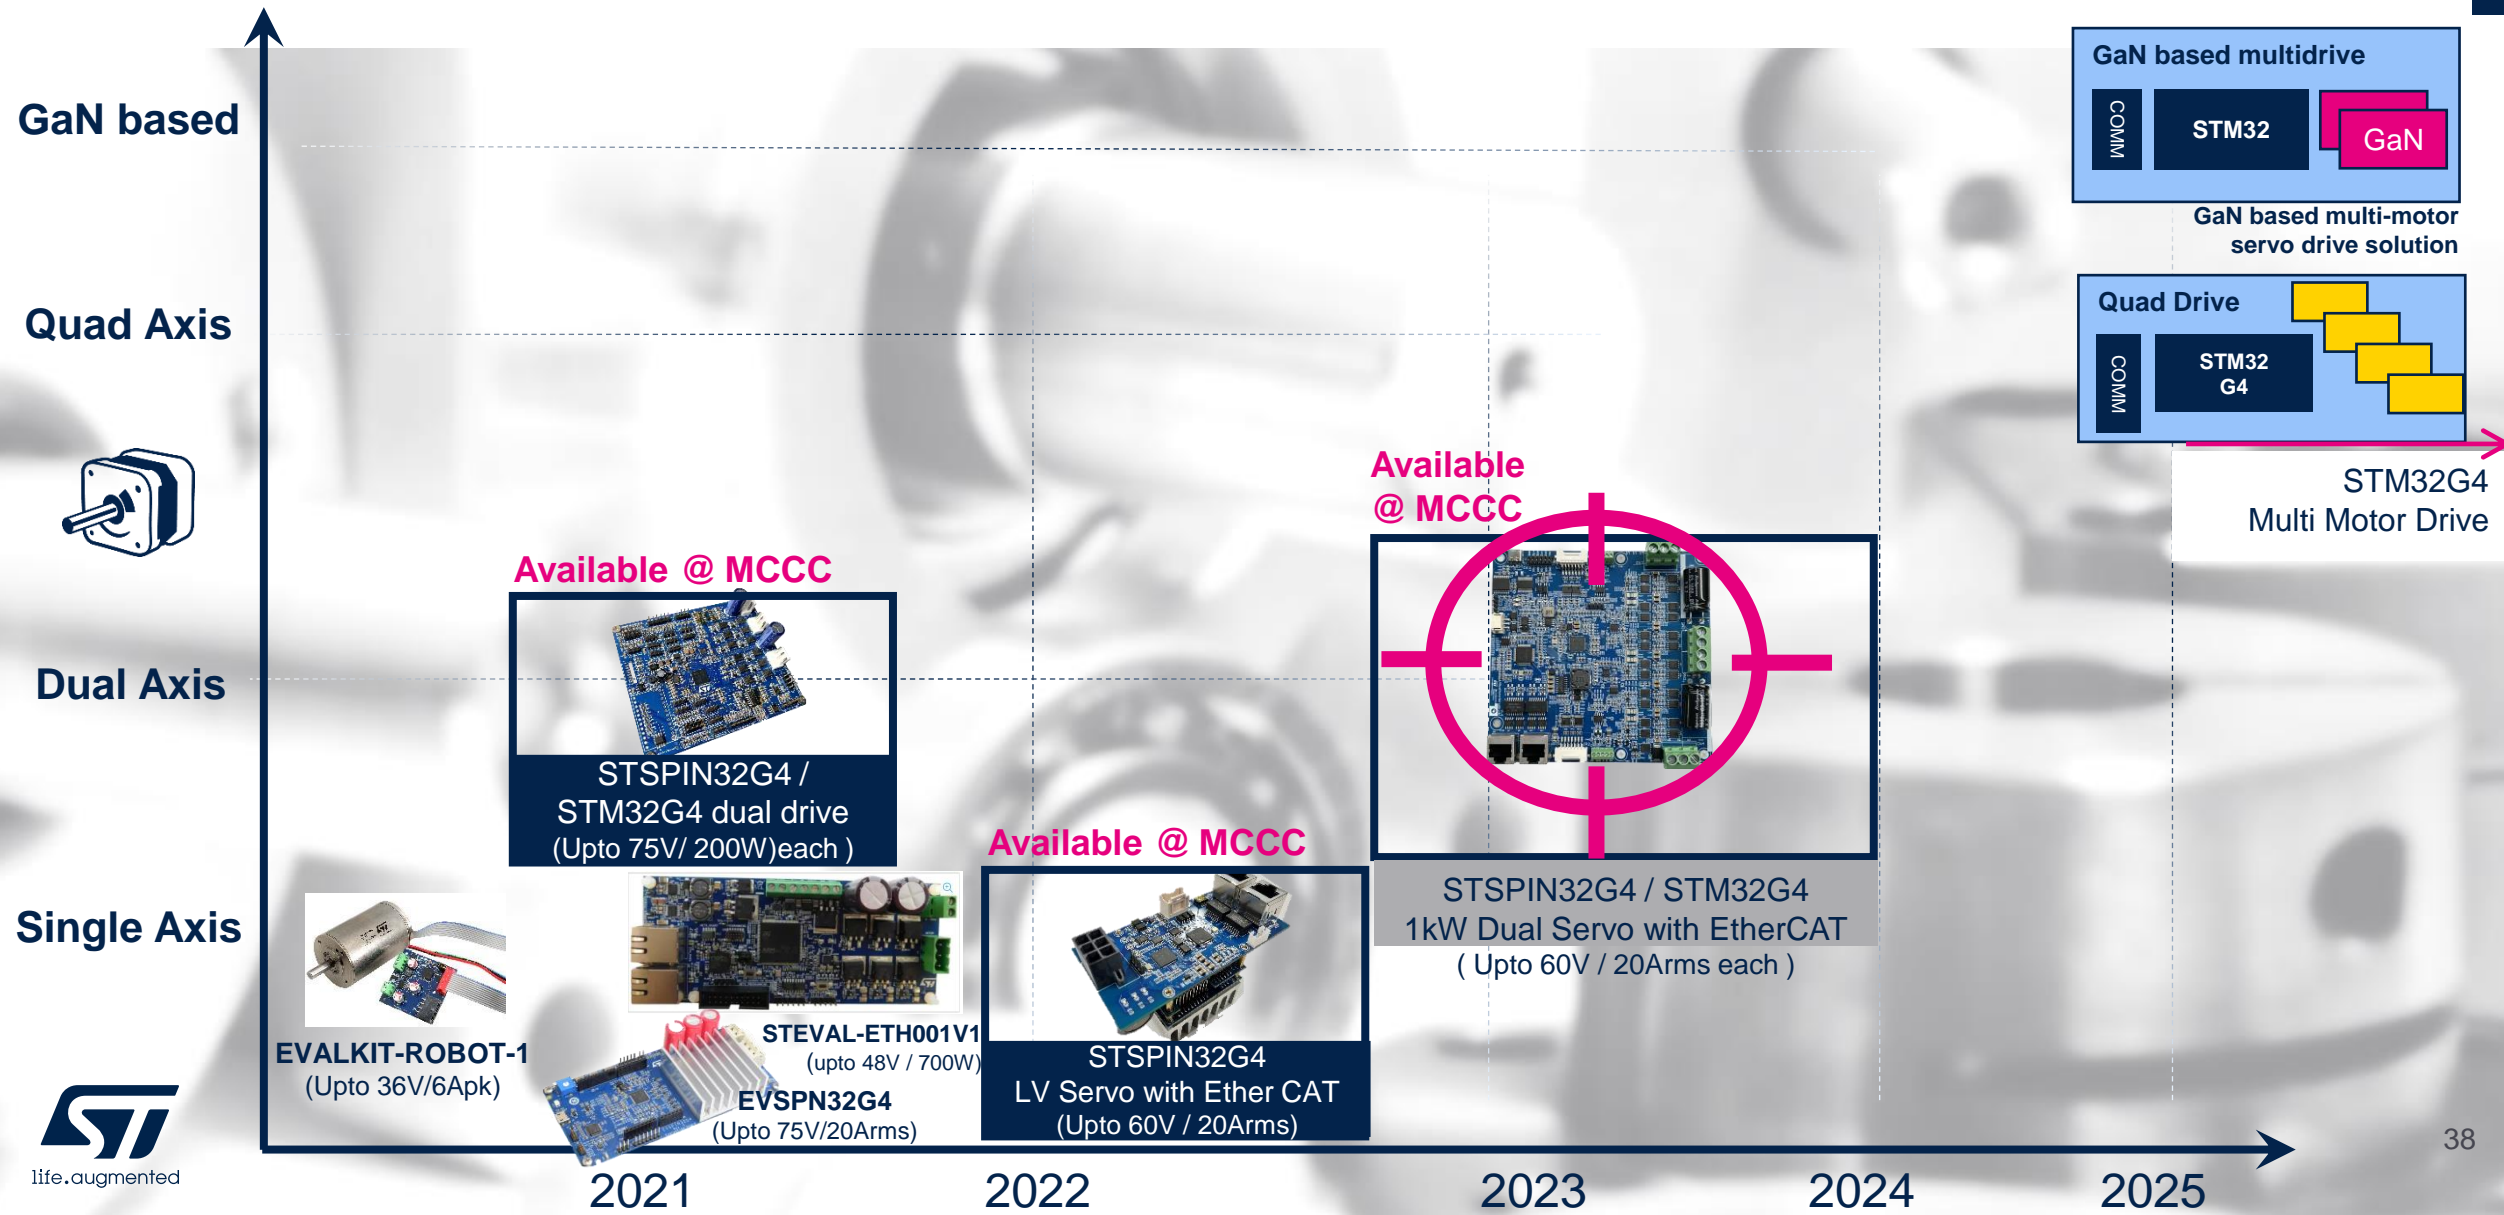 GaN based
Quad Axis
Dual Axis
Single Axis
GaN based multidrive
COMM
STM32
GaN
GaN based multi-motor
servo drive solution
Quad Drive
COMM
STM32
G4
STM32G4
Multi Motor Drive
Available
@ MCCC
STSPIN32G4 / STM32G4
1kW Dual Servo with EtherCAT
( Upto 60V / 20Arms each )
Available @ MCCC
STSPIN32G4 /
STM32G4 dual drive
(Upto 75V/ 200W)each )
Available @ MCCC
STSPIN32G4
LV Servo with Ether CAT
(Upto 60V / 20Arms)
EVALKIT-ROBOT-1
(Upto 36V/6Apk)
STEVAL-ETH001V1
(upto 48V / 700W)
EVSPN32G4
(Upto 75V/20Arms)
ST
life.augmented
2021
2022
2023
2024
2025
38